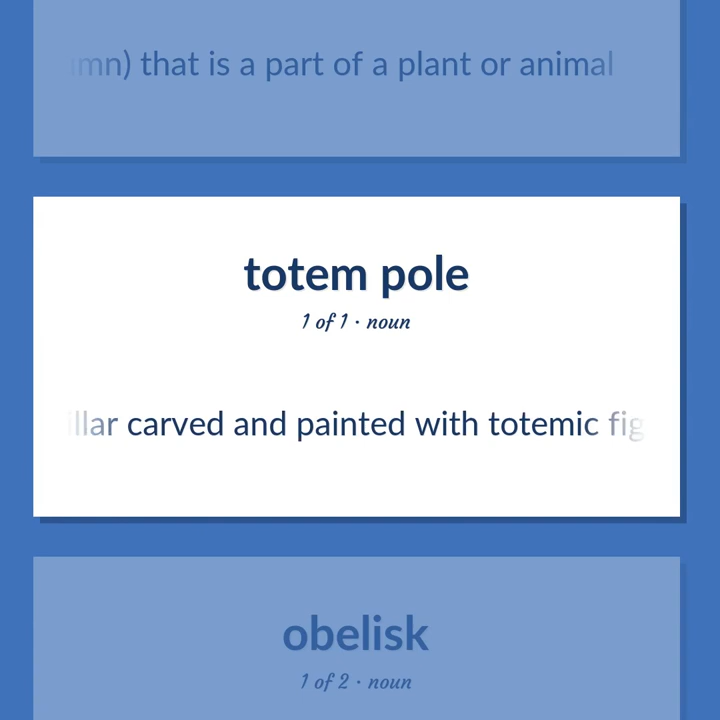 mn) that is a part of a plant or animal
totem pole
1 of 1 · noun
illar carved and painted with totemic fig
obelisk
1 of 2 · noun